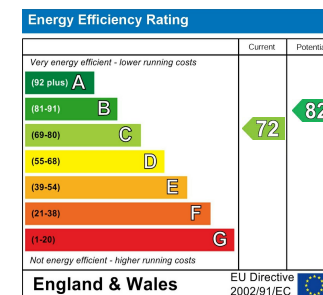 Energy Efficiency Rating
Current Potentia
Very energy efficient - lower running costs
(92 plus) A
(81-91) B
82
(69-80) C
72
(55-68) D
(39-54) E
(21-38) F
(1-20) G
Not energy efficient - higher running costs
England & Wales
EU Directive
2002/91/EC